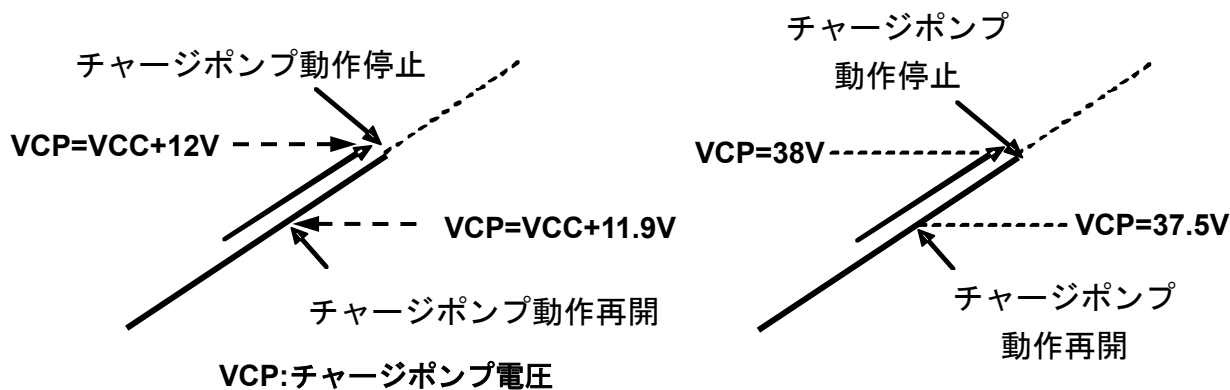 チャージポンプ動作停止
VCP=VCC+12V
VCP=VCC+11.9V
チャージポンプ動作再開
VCP:チャージポンプ電圧
チャージポンプ
動作停止
VCP=38V
VCP=37.5V
チャージポンプ
動作再開